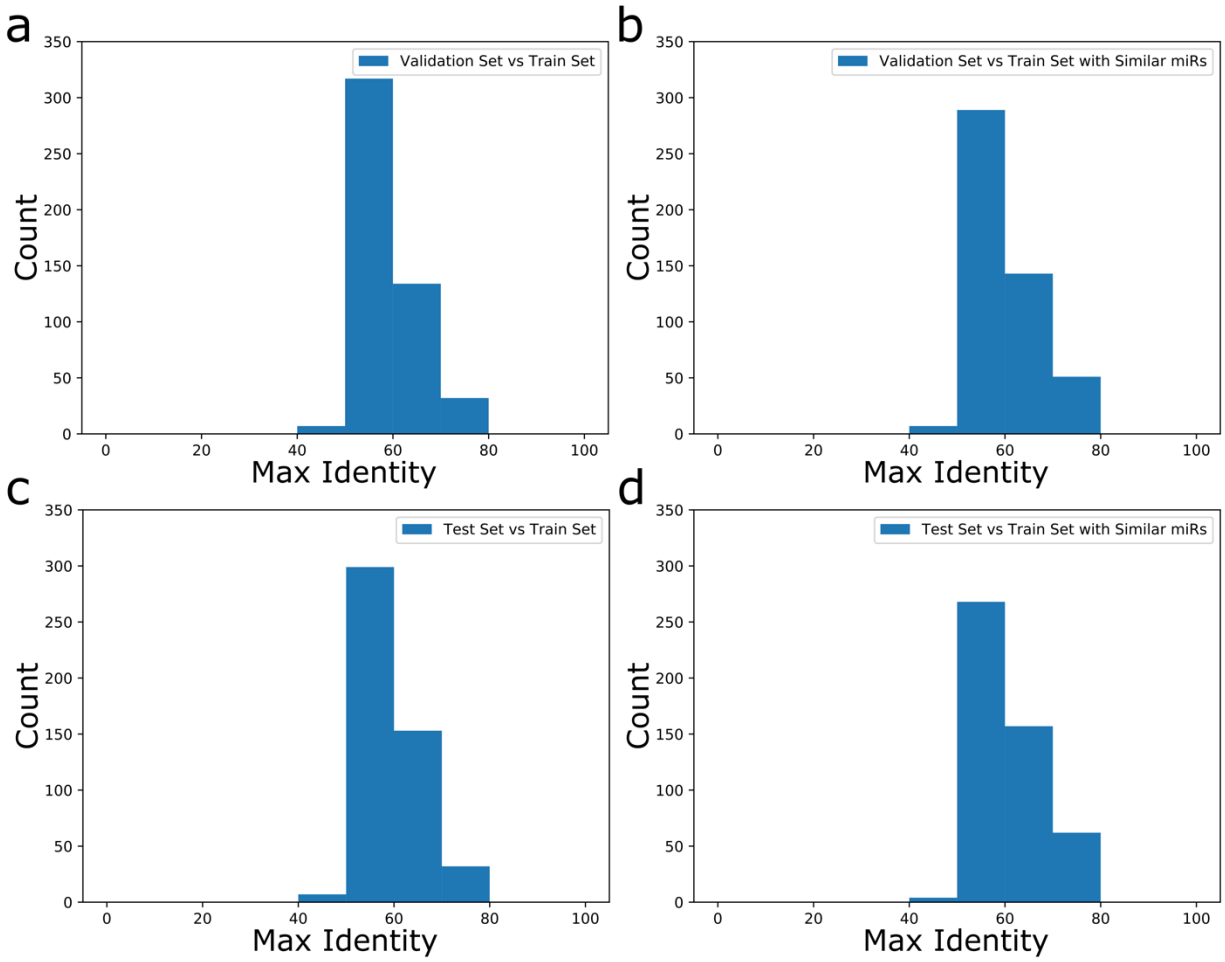 a
350
300
250
200
150
100
50
0
Count
Validation Set vs Train Set
0 20 40 60 80 100
Max Identity
b
350
300
250
200
150
100
50
0
Count
Validation Set vs Train Set with Similar miRs
0 20 40 60 80 100
Max Identity
c
350
300
250
200
150
100
50
0
Count
Test Set vs Train Set
0 20 40 60 80 100
Max Identity
d
350
300
250
200
150
100
50
0
Count
Test Set vs Train Set with Similar miRs
0 20 40 60 80 100
Max Identity